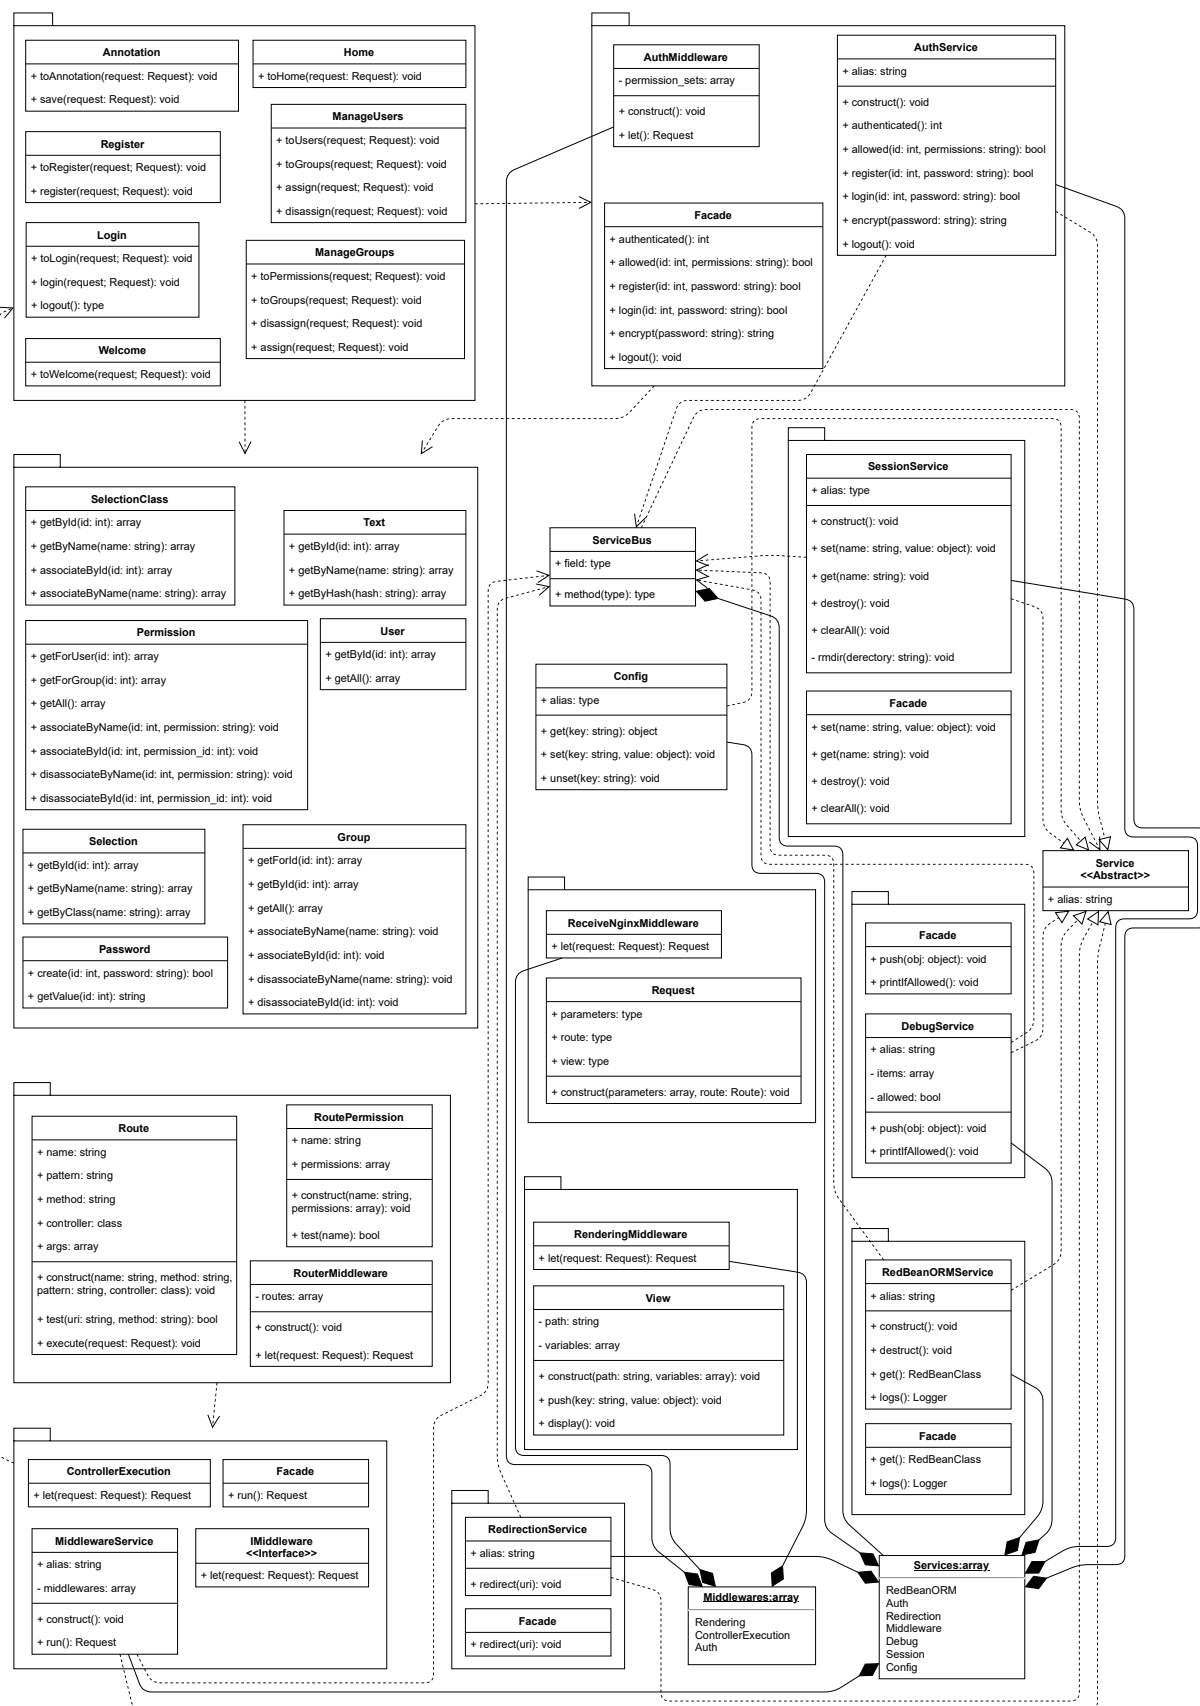 Annotation
+ toAnnotation(request: Request): void
+ save(request: Request): void
Home
+ toHome(request: Request): void
ManageUsers
+ toUsers(request; Request): void
+ toGroups(request; Request): void
+ assign(request; Request): void
+ disassign(request; Request): void
Register
+ toRegister(request; Request): void
+ register(request; Request): void
Login
+ toLogin(request; Request): void
+ login(request; Request): void
+ logout(): type
ManageGroups
+ toPermissions(request; Request): void
+ toGroups(request; Request): void
+ disassign(request; Request): void
+ assign(request; Request): void
Welcome
+ toWelcome(request; Request): void
AuthMiddleware
- permission_sets: array
+ construct(): void
+ let(): Request
AuthService
+ alias: string
+ construct(): void
+ authenticated(): int
+ allowed(id: int, permissions: string): bool
+ register(id: int, password: string): bool
+ login(id: int, password: string): bool
+ encrypt(password: string): string
+ logout(): void
Facade
+ authenticated(): int
+ allowed(id: int, permissions: string): bool
+ register(id: int, password: string): bool
+ login(id: int, password: string): bool
+ encrypt(password: string): string
+ logout(): void
SelectionClass
+ getById(id: int): array
+ getByName(name: string): array
+ associateById(id: int): array
+ associateByName(name: string): array
Text
+ getById(id: int): array
+ getByName(name: string): array
+ getByHash(hash: string): array
Permission
+ getForUser(id: int): array
+ getForGroup(id: int): array
+ getAll(): array
+ associateByName(id: int, permission: string): void
+ associateById(id: int, permission_id: int): void
+ disassociateByName(id: int, permission: string): void
+ disassociateById(id: int, permission_id: int): void
User
+ getById(id: int): array
+ getAll(): array
Selection
+ getById(id: int): array
+ getByName(name: string): array
+ getByClass(name: string): array
Group
+ getForId(id: int): array
+ getById(id: int): array
+ getAll(): array
+ associateByName(name: string): void
+ associateById(id: int): void
+ disassociateByName(name: string): void
+ disassociateById(id: int): void
Password
+ create(id: int, password: string): bool
+ getValue(id: int): string
ServiceBus
+ field: type
+ method(type): type
Config
+ alias: type
+ get(key: string): object
+ set(key: string, value: object): void
+ unset(key: string): void
SessionService
+ alias: type
+ construct(): void
+ set(name: string, value: object): void
+ get(name: string): void
+ destroy(): void
+ clearAll(): void
- rmdir(derectory: string): void
Facade
+ set(name: string, value: object): void
+ get(name: string): void
+ destroy(): void
+ clearAll(): void
Service
<<Abstract>>
+ alias: string
ReceiveNginxMiddleware
+ let(request: Request): Request
Request
+ parameters: type
+ route: type
+ view: type
+ construct(parameters: array, route: Route): void
Facade
+ push(obj: object): void
+ printIfAllowed(): void
DebugService
+ alias: string
- items: array
- allowed: bool
+ push(obj: object): void
+ printIfAllowed(): void
Route
+ name: string
+ pattern: string
+ method: string
+ controller: class
+ args: array
+ construct(name: string, method: string,
pattern: string, controller: class): void
+ test(uri: string, method: string): bool
+ execute(request: Request): void
RoutePermission
+ name: string
+ permissions: array
+ construct(name: string,
permissions: array): void
+ test(name): bool
RouterMiddleware
- routes: array
+ construct(): void
+ let(request: Request): Request
RenderingMiddleware
+ let(request: Request): Request
View
- path: string
- variables: array
+ construct(path: string, variables: array): void
+ push(key: string, value: object): void
+ display(): void
RedBeanORMService
+ alias: string
+ construct(): void
+ destruct(): void
+ get(): RedBeanClass
+ logs(): Logger
Facade
+ get(): RedBeanClass
+ logs(): Logger
ControllerExecution
+ let(request: Request): Request
Facade
+ run(): Request
MiddlewareService
+ alias: string
- middlewares: array
+ construct(): void
+ run(): Request
IMiddleware
<<Interface>>
+ let(request: Request): Request
RedirectionService
+ alias: string
+ redirect(uri): void
Facade
+ redirect(uri): void
Middlewares:array
Rendering
ControllerExecution
Auth
Services:array
RedBeanORM
Auth
Redirection
Middleware
Debug
Session
Config